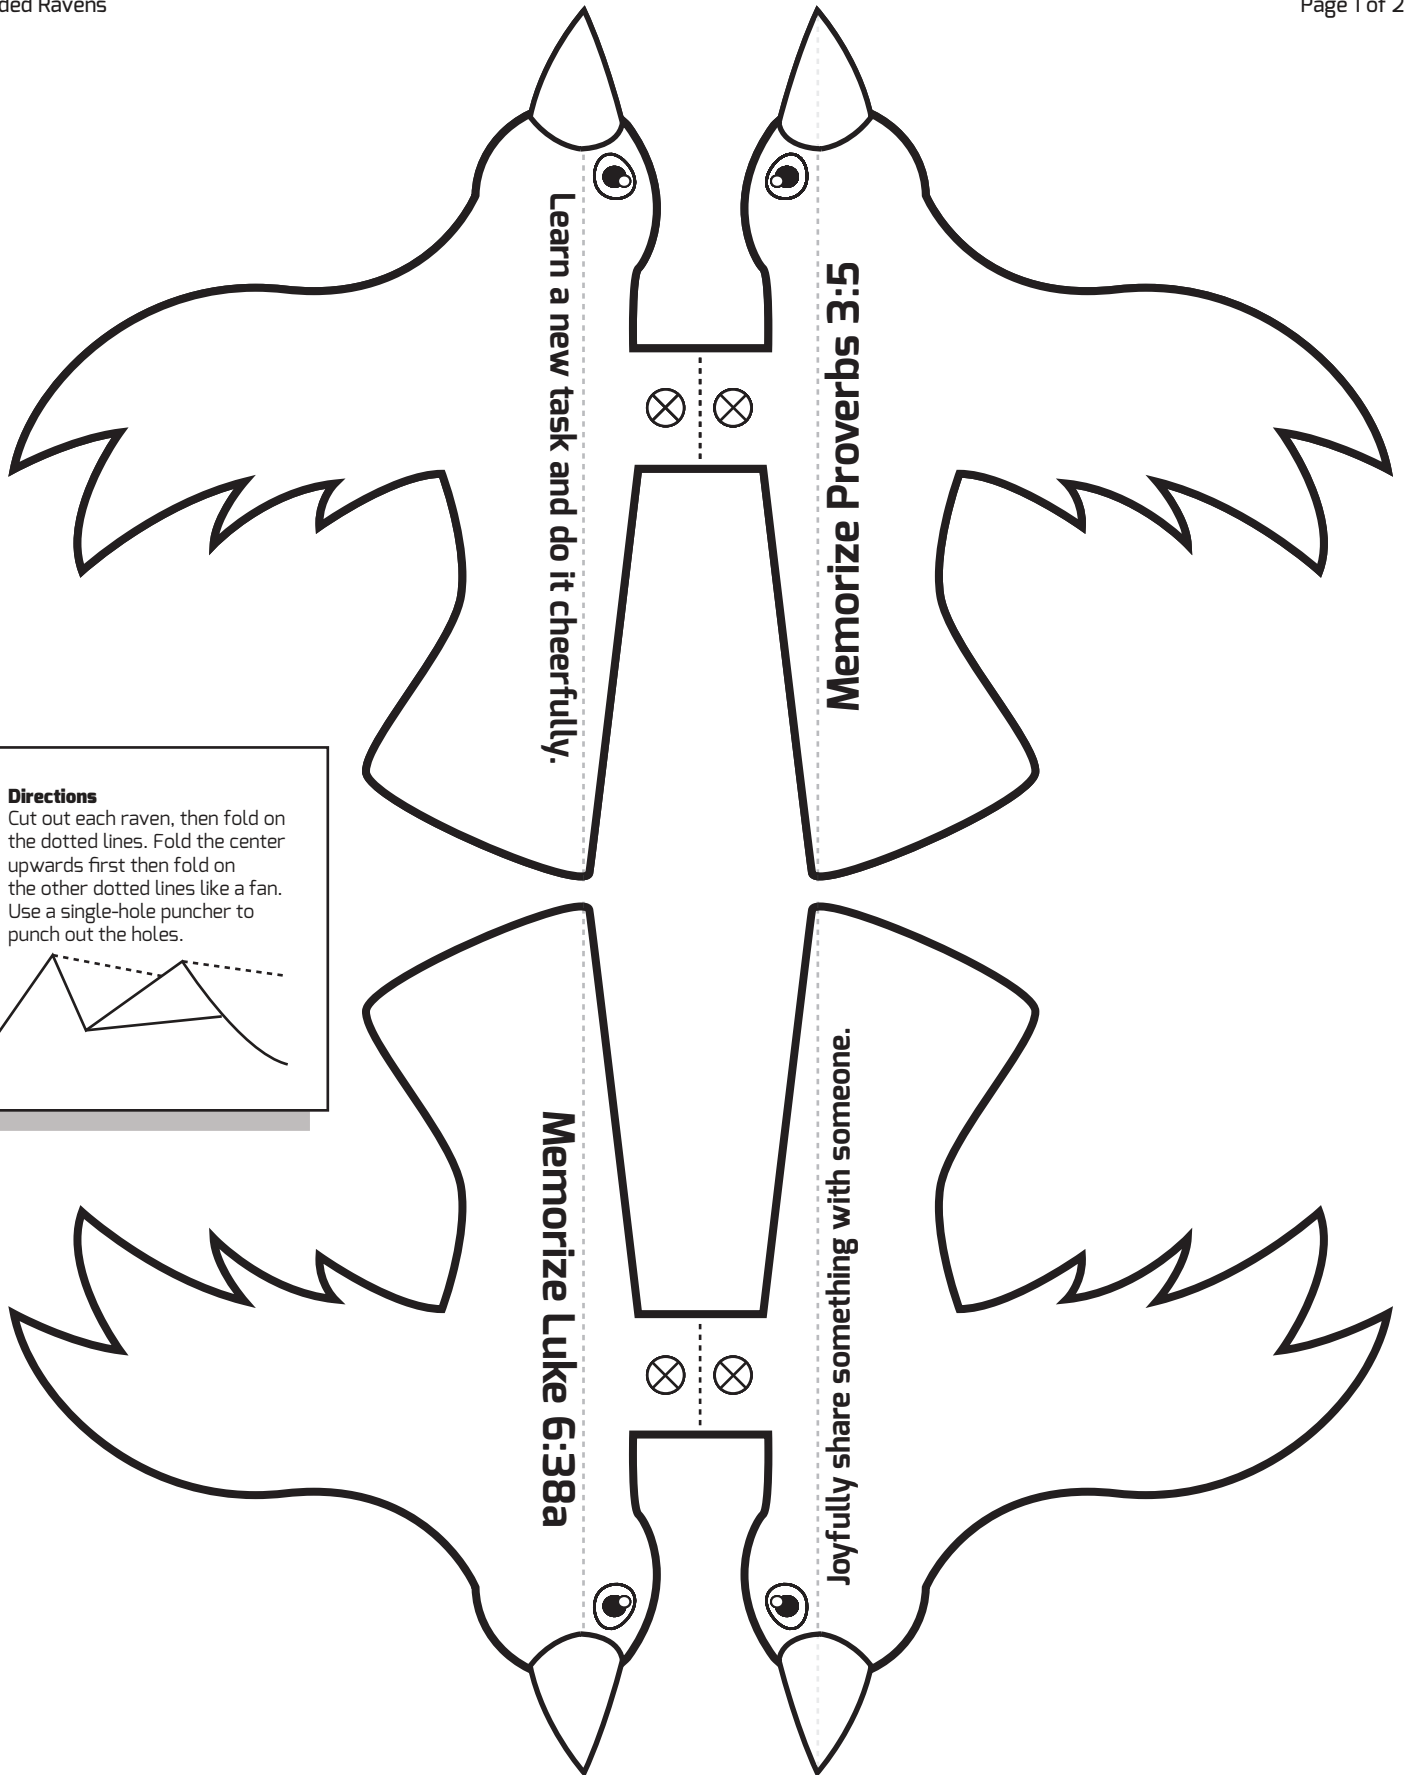 ded Ravens
Page 1 of 2
Learn a new task and do it cheerfully.
Memorize Proverbs 3:5
Directions
Cut out each raven, then fold on
the dotted lines. Fold the center
upwards first then fold on
the other dotted lines like a fan.
Use a single-hole puncher to
punch out the holes.
Memorize Luke 6:38a
Joyfully share something with someone.